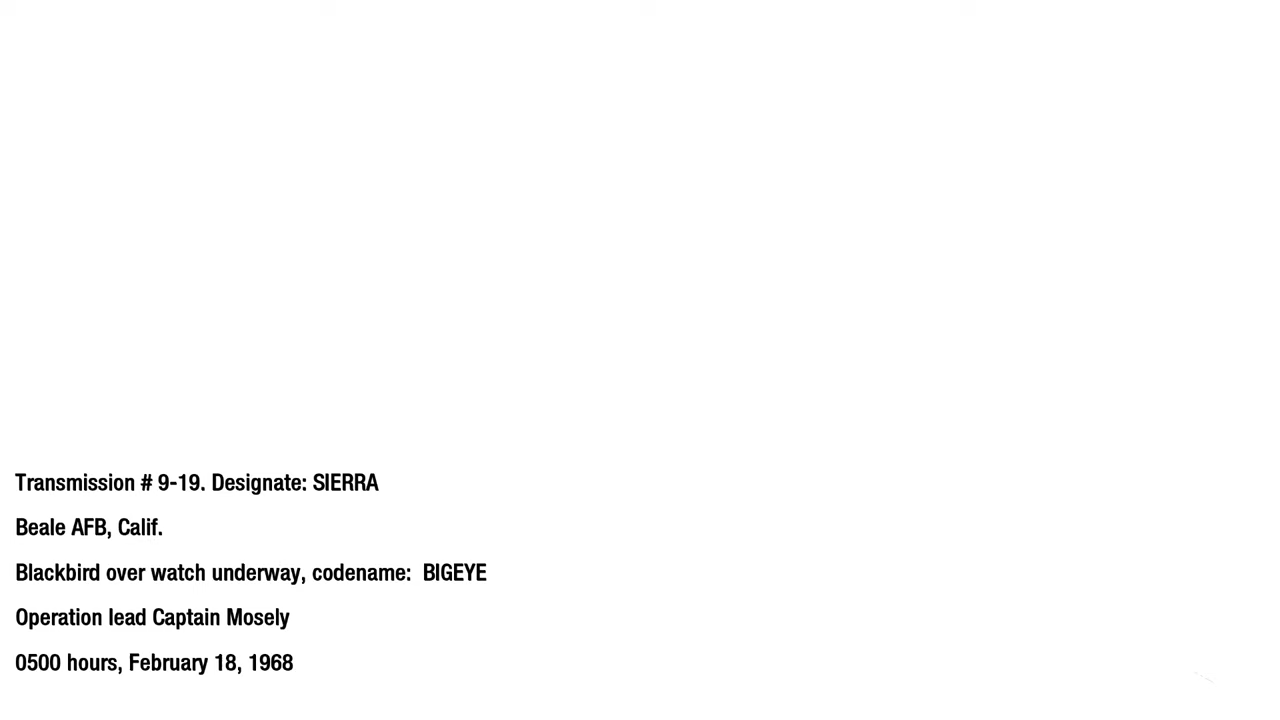 Transmission # 9-19. Designate: SIERRA
Beale AFB, Calif.
Blackbird over watch underway, codename:  BIGEYE
Operation lead Captain Mosely
0500 hours, February 18, 1968